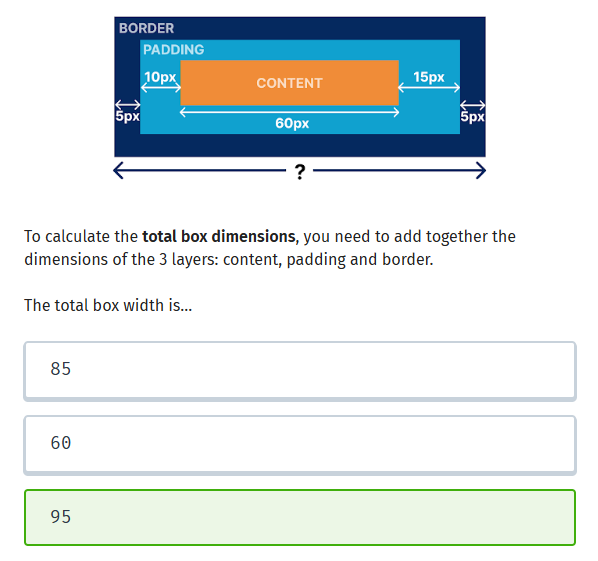 BORDER
PADDING
10px
CONTENT
15px
5px
60px
5px
?
To calculate the total box dimensions, you need to add together the
dimensions of the 3 layers: content, padding and border.
The total box width is...
85
60
95